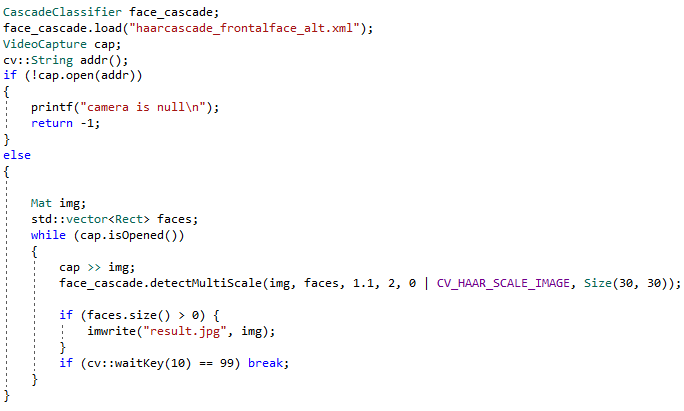 CascadeClassifier face_cascade;
face_cascade.load("haarcascade_frontalface_alt.xml");
VideoCapture cap;
cv::String addr();
if (!cap.open(addr))
{
    printf("camera is null\n");
    return -1;
}
else
{

    Mat img;
    std::vector<Rect> faces;
    while (cap.isOpened())
    {
        cap >> img;
        face_cascade.detectMultiScale(img, faces, 1.1, 2, 0 | CV_HAAR_SCALE_IMAGE, Size(30, 30));

        if (faces.size() > 0) {
            imwrite("result.jpg", img);
        }
        if (cv::waitKey(10) == 99) break;
    }
}